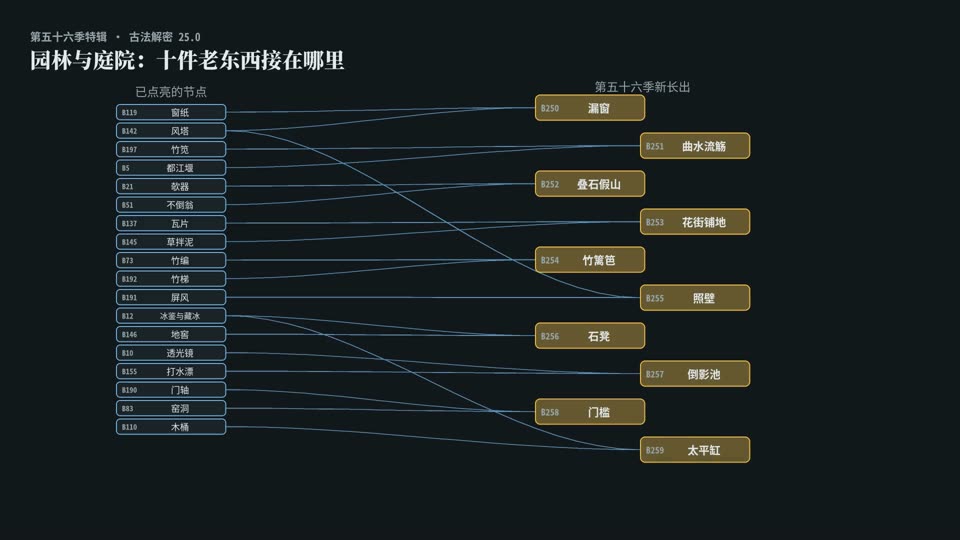 第五十六季特辑 · 古法解密 25.0
园林与庭院：十件老东西接在哪里
已点亮的节点
第五十六季新长出
B119 窗纸
B142 风塔
B197 竹笕
B5 都江堰
B21 欹器
B51 不倒翁
B137 瓦片
B145 草拌泥
B73 竹编
B192 竹梯
B191 屏风
B12 冰鉴与藏冰
B146 地窖
B10 透光镜
B155 打水漂
B190 门轴
B83 窑洞
B110 木桶
B250 漏窗
B251 曲水流觞
B252 叠石假山
B253 花街铺地
B254 竹篱笆
B255 照壁
B256 石凳
B257 倒影池
B258 门槛
B259 太平缸